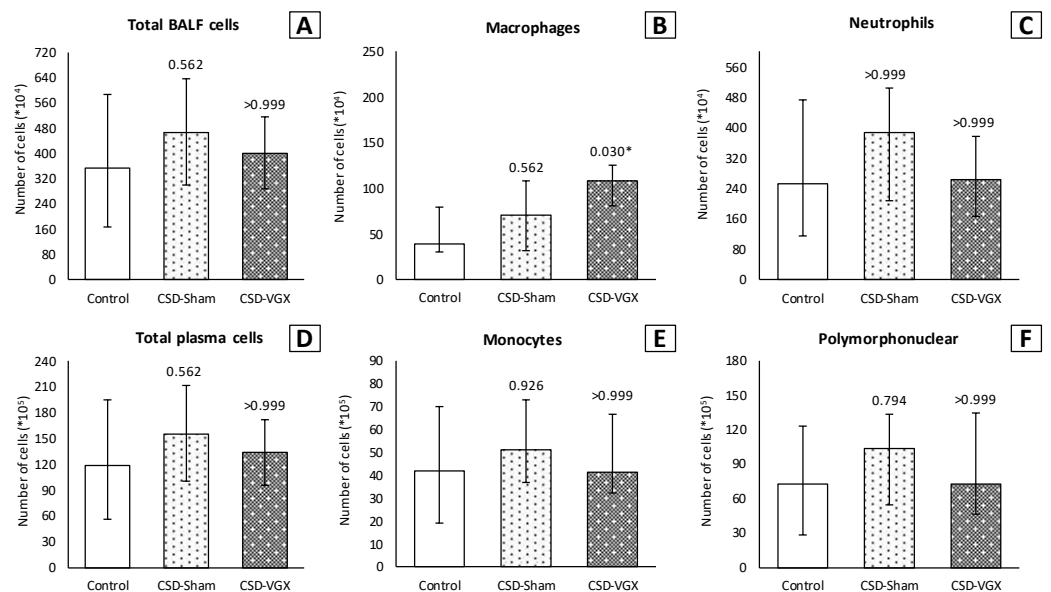 Total BALF cells
A
Number of cells (*10⁴)
720
640
560
480
400
320
240
160
80
0
0.562
>0.999
Control
CSD-Sham
CSD-VGX
Macrophages
B
Number of cells (*10⁴)
250
200
150
100
50
0
0.562
0.030*
Control
CSD-Sham
CSD-VGX
Neutrophils
C
Number of cells (*10⁴)
560
480
400
320
240
160
80
0
>0.999
>0.999
Control
CSD-Sham
CSD-VGX
Total plasma cells
D
Number of cells (*10⁵)
240
210
180
150
120
90
60
30
0
0.562
>0.999
Control
CSD-Sham
CSD-VGX
Monocytes
E
Number of cells (*10⁵)
90
80
70
60
50
40
30
20
10
0
0.926
>0.999
Control
CSD-Sham
CSD-VGX
Polymorphonuclear
F
Number of cells (*10⁵)
180
150
120
90
60
30
0
0.794
>0.999
Control
CSD-Sham
CSD-VGX